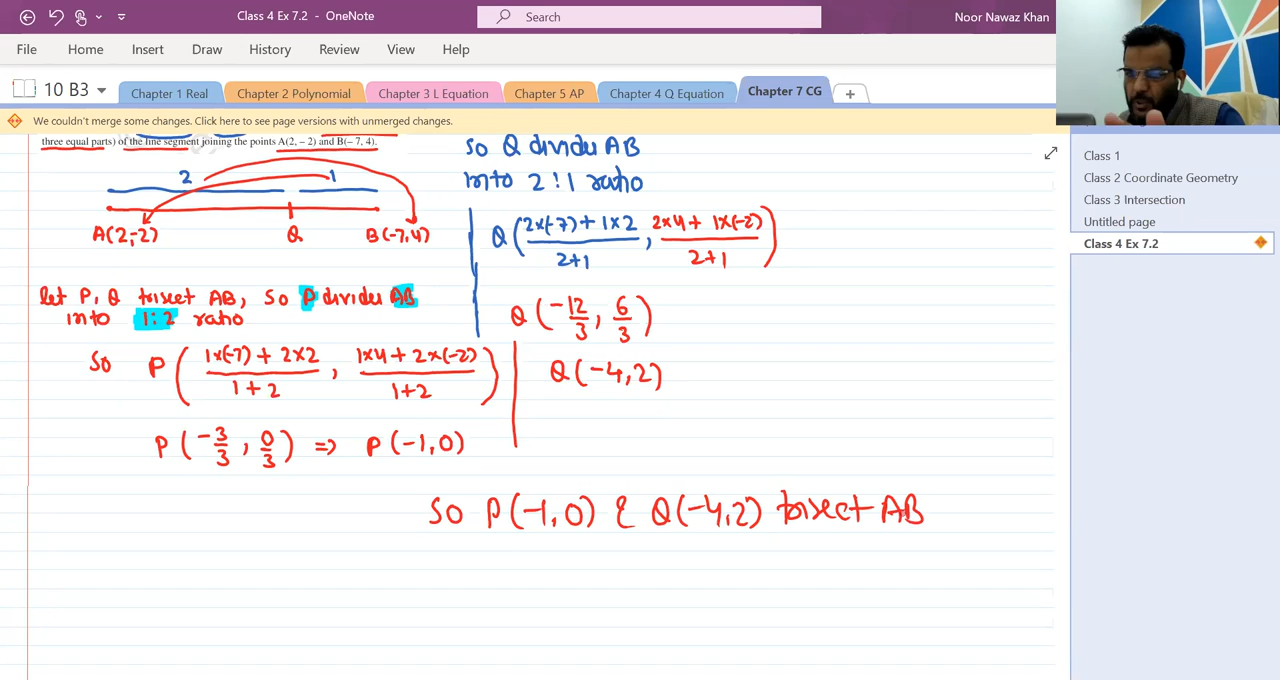 Class 4 Ex 7.2 - OneNote
Search
Noor Nawaz Khan
File Home Insert Draw History Review View Help
10 B3
Chapter 1 Real
Chapter 2 Polynomial
Chapter 3 L Equation
Chapter 5 AP
Chapter 4 Q Equation
Chapter 7 CG
+
We couldn't merge some changes. Click here to see page versions with unmerged changes.
three equal parts) of the line segment joining the points A(2, – 2) and B(– 7, 4).
2 1
A(2,-2) Q B(-7,4)
let P, Q trisect AB, So P divides AB
into 1:2 ratio
So P ( 1×(-7) + 2×2 / 1+2 , 1×4 + 2×(-2) / 1+2 )
P ( -3/3 , 0/3 ) ⇒ P (-1,0)
So Q divides AB
into 2:1 ratio
Q ( 2×(-7) + 1×2 / 2+1 , 2×4 + 1×(-2) / 2+1 )
Q ( -12/3 , 6/3 )
Q (-4,2)
So P(-1,0) & Q(-4,2) trisect AB
Class 1
Class 2 Coordinate Geometry
Class 3 Intersection
Untitled page
Class 4 Ex 7.2